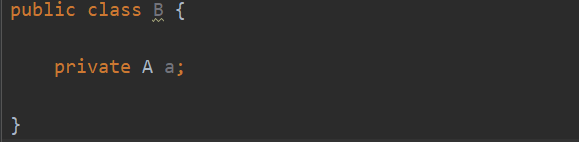 public class B {
private A a;
}